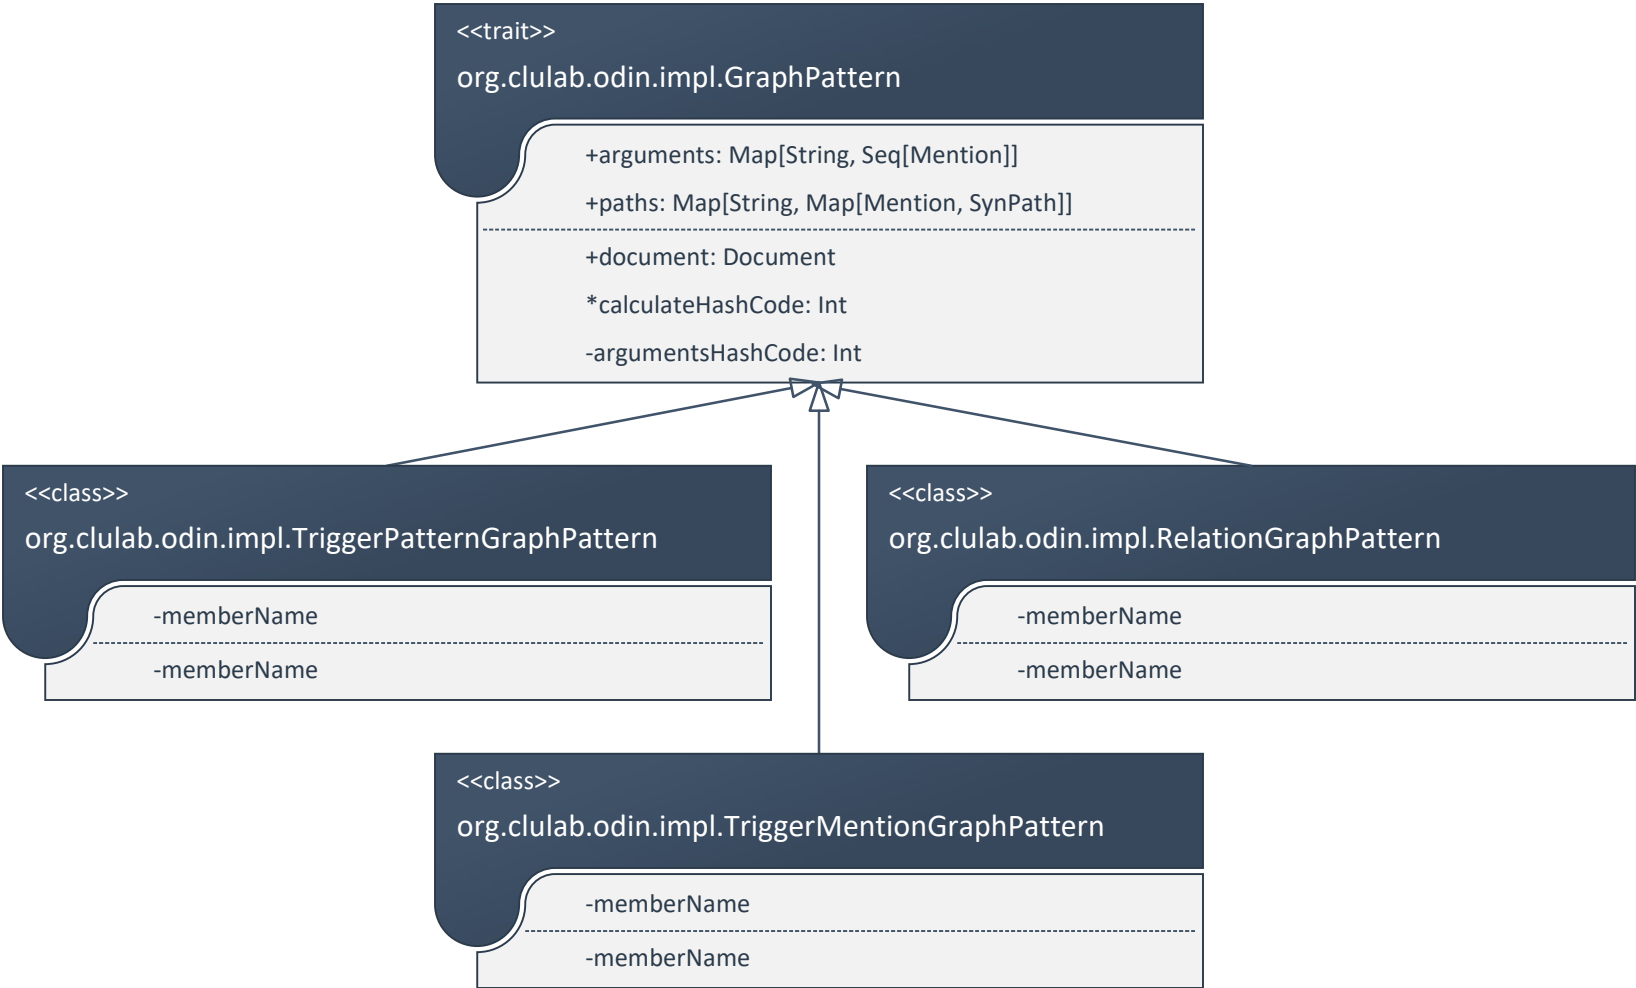 <<trait>>
org.clulab.odin.impl.GraphPattern
+arguments: Map[String, Seq[Mention]]
+paths: Map[String, Map[Mention, SynPath]]
+document: Document
*calculateHashCode: Int
-argumentsHashCode: Int
<<class>>
org.clulab.odin.impl.TriggerPatternGraphPattern
-memberName
-memberName
<<class>>
org.clulab.odin.impl.RelationGraphPattern
-memberName
-memberName
<<class>>
org.clulab.odin.impl.TriggerMentionGraphPattern
-memberName
-memberName